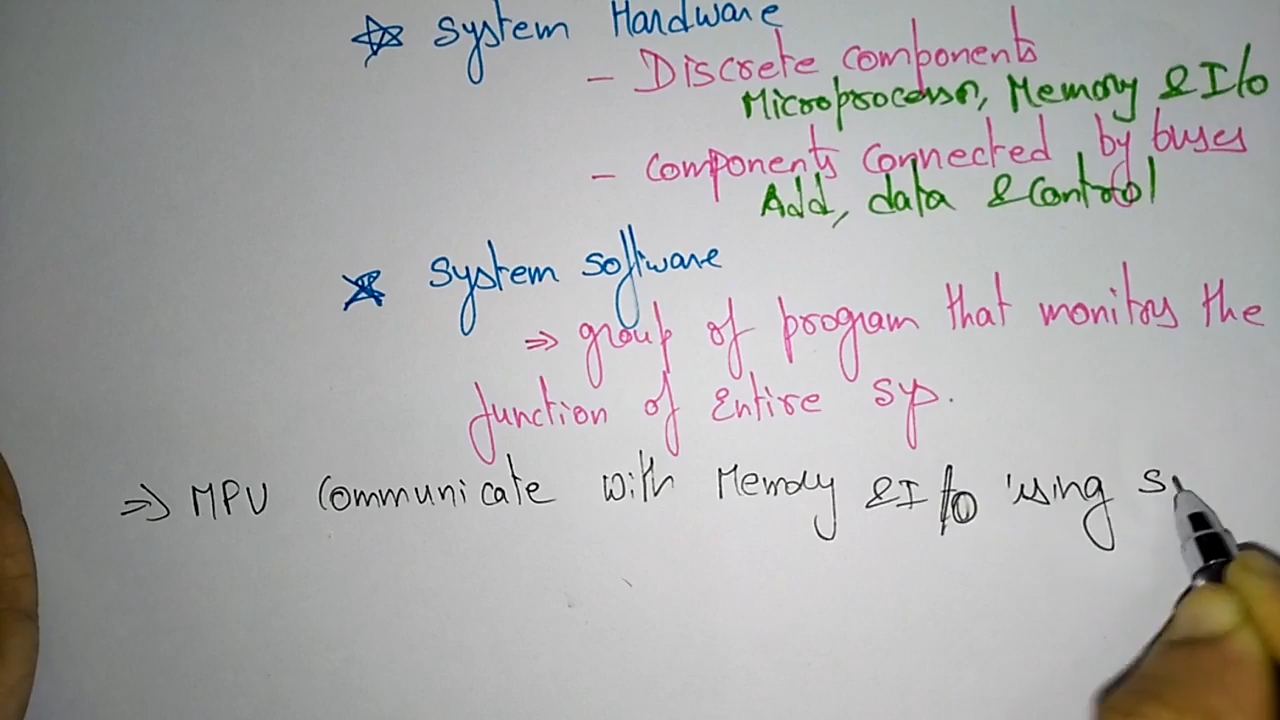 System Hardware
- Discrete components
Microprocessor, Memory & I/o
- Components connected by buses
Add, data & Control
System software
⇒ group of program that monitors the
function of Entire sys.
⇒ MPU Communicate with Memory & I/o using